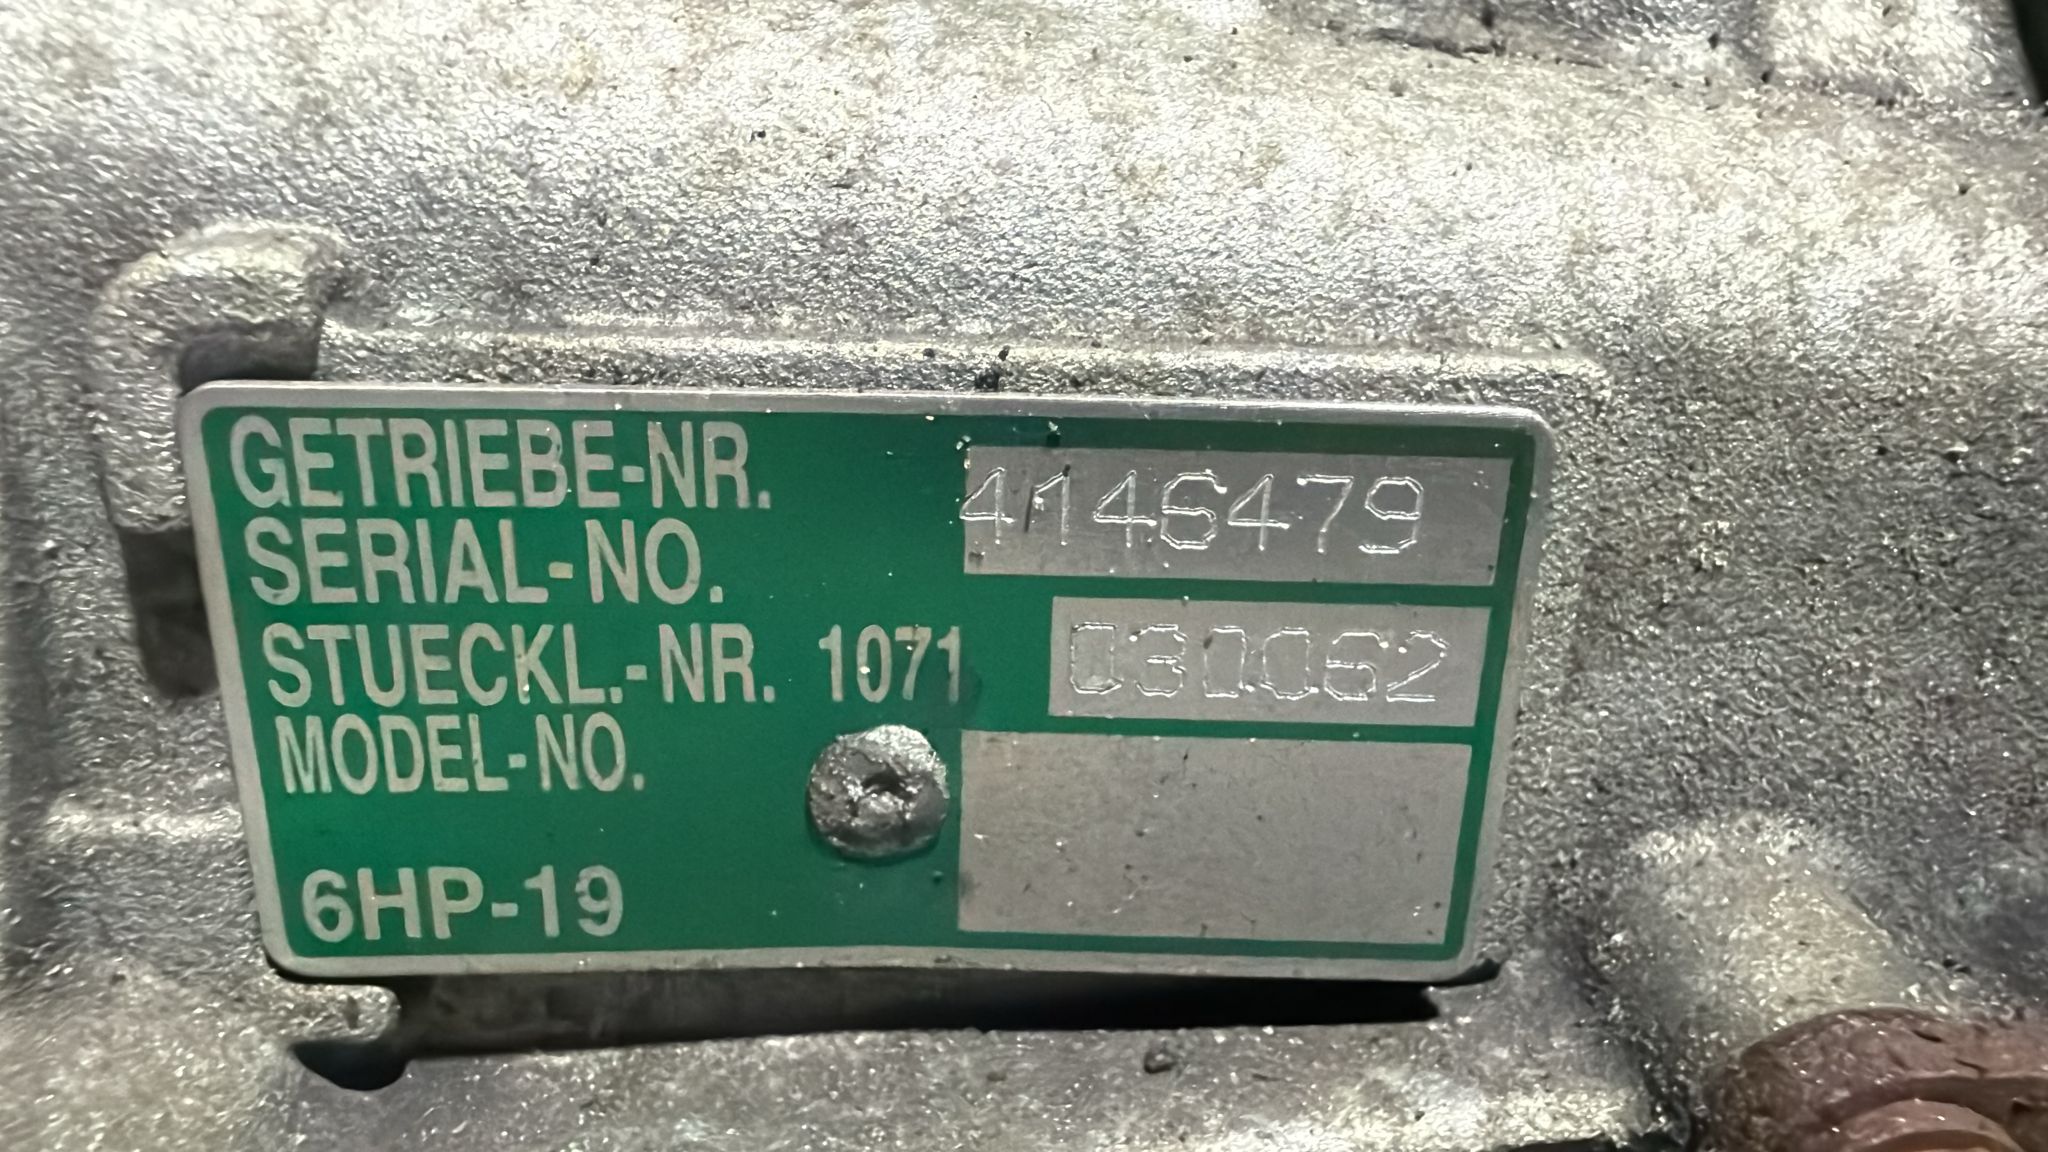 GETRIEBE-NR. 4146479
SERIAL-NO.
STUECKL.-NR. 1071 030062
MODEL-NO.
6HP-19